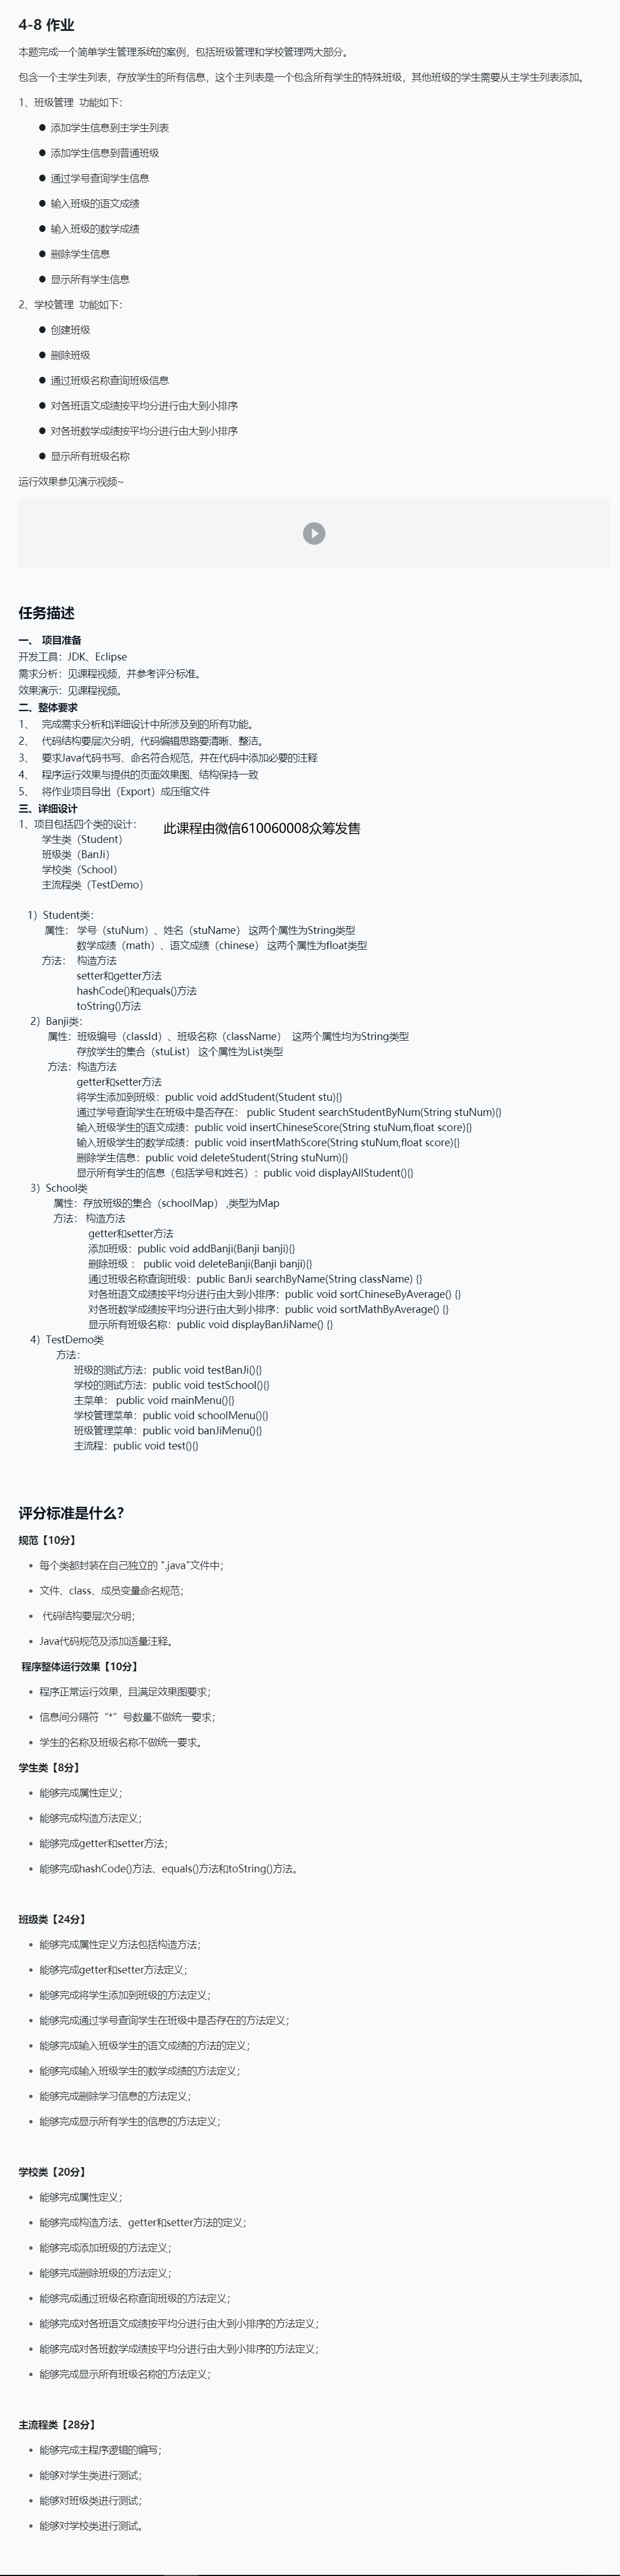 4-8 作业
本题完成一个简单学生管理系统的案例，包括班级管理和学校管理两大部分。
包含一个主学生列表，存放学生的所有信息，这个主列表是一个包含所有学生的特殊班级，其他班级的学生需要从主学生列表添加。
1、班级管理 功能如下：
● 添加学生信息到主学生列表
● 添加学生信息到普通班级
● 通过学号查询学生信息
● 输入班级的语文成绩
● 输入班级的数学成绩
● 删除学生信息
● 显示所有学生信息
2、学校管理 功能如下：
● 创建班级
● 删除班级
● 通过班级名称查询班级信息
● 对各班语文成绩按平均分进行由大到小排序
● 对各班数学成绩按平均分进行由大到小排序
● 显示所有班级名称
运行效果参见演示视频~
任务描述
一、 项目准备
开发工具：JDK、Eclipse
需求分析：见课程视频，并参考评分标准。
效果演示：见课程视频。
二、整体要求
1、 完成需求分析和详细设计中所涉及到的所有功能。
2、 代码结构要层次分明，代码编辑思路要清晰、整洁。
3、 要求Java代码书写、命名符合规范，并在代码中添加必要的注释
4、 程序运行效果与提供的页面效果图、结构保持一致
5、 将作业项目导出（Export）成压缩文件
三、详细设计
1、项目包括四个类的设计： 此课程由微信610060008众筹发售
学生类（Student）
班级类（BanJi）
学校类（School）
主流程类（TestDemo）
1）Student类：
属性： 学号（stuNum）、姓名（stuName） 这两个属性为String类型
数学成绩（math）、语文成绩（chinese） 这两个属性为float类型
方法： 构造方法
setter和getter方法
hashCode()和equals()方法
toString()方法
2）Banji类：
属性：班级编号（classId）、班级名称（className） 这两个属性均为String类型
存放学生的集合（stuList） 这个属性为List类型
方法：构造方法
getter和setter方法
将学生添加到班级：public void addStudent(Student stu){}
通过学号查询学生在班级中是否存在： public Student searchStudentByNum(String stuNum){}
输入班级学生的语文成绩：public void insertChineseScore(String stuNum,float score){}
输入班级学生的数学成绩：public void insertMathScore(String stuNum,float score){}
删除学生信息：public void deleteStudent(String stuNum){}
显示所有学生的信息（包括学号和姓名）：public void displayAllStudent(){}
3）School类
属性：存放班级的集合（schoolMap） ,类型为Map
方法： 构造方法
getter和setter方法
添加班级：public void addBanji(Banji banji){}
删除班级 ： public void deleteBanji(Banji banji){}
通过班级名称查询班级：public BanJi searchByName(String className) {}
对各班语文成绩按平均分进行由大到小排序：public void sortChineseByAverage() {}
对各班数学成绩按平均分进行由大到小排序：public void sortMathByAverage() {}
显示所有班级名称：public void displayBanJiName() {}
4）TestDemo类
方法：
班级的测试方法：public void testBanJi(){}
学校的测试方法：public void testSchool(){}
主菜单： public void mainMenu(){}
学校管理菜单：public void schoolMenu(){}
班级管理菜单：public void banJiMenu(){}
主流程：public void test(){}
评分标准是什么？
规范【10分】
• 每个类都封装在自己独立的 ".java"文件中；
• 文件、class、成员变量命名规范；
• 代码结构要层次分明；
• Java代码规范及添加适量注释。
程序整体运行效果【10分】
• 程序正常运行效果，且满足效果图要求；
• 信息间分隔符“*”号数量不做统一要求；
• 学生的名称及班级名称不做统一要求。
学生类【8分】
• 能够完成属性定义；
• 能够完成构造方法定义；
• 能够完成getter和setter方法；
• 能够完成hashCode()方法、equals()方法和toString()方法。
班级类【24分】
• 能够完成属性定义方法包括构造方法；
• 能够完成getter和setter方法定义；
• 能够完成将学生添加到班级的方法定义；
• 能够完成通过学号查询学生在班级中是否存在的方法定义；
• 能够完成输入班级学生的语文成绩的方法的定义；
• 能够完成输入班级学生的数学成绩的方法定义；
• 能够完成删除学习信息的方法定义；
• 能够完成显示所有学生的信息的方法定义；
学校类【20分】
• 能够完成属性定义；
• 能够完成构造方法、getter和setter方法的定义；
• 能够完成添加班级的方法定义；
• 能够完成删除班级的方法定义；
• 能够完成通过班级名称查询班级的方法定义；
• 能够完成对各班语文成绩按平均分进行由大到小排序的方法定义；
• 能够完成对各班数学成绩按平均分进行由大到小排序的方法定义；
• 能够完成显示所有班级名称的方法定义；
主流程类【28分】
• 能够完成主程序逻辑的编写；
• 能够对学生类进行测试；
• 能够对班级类进行测试；
• 能够对学校类进行测试。